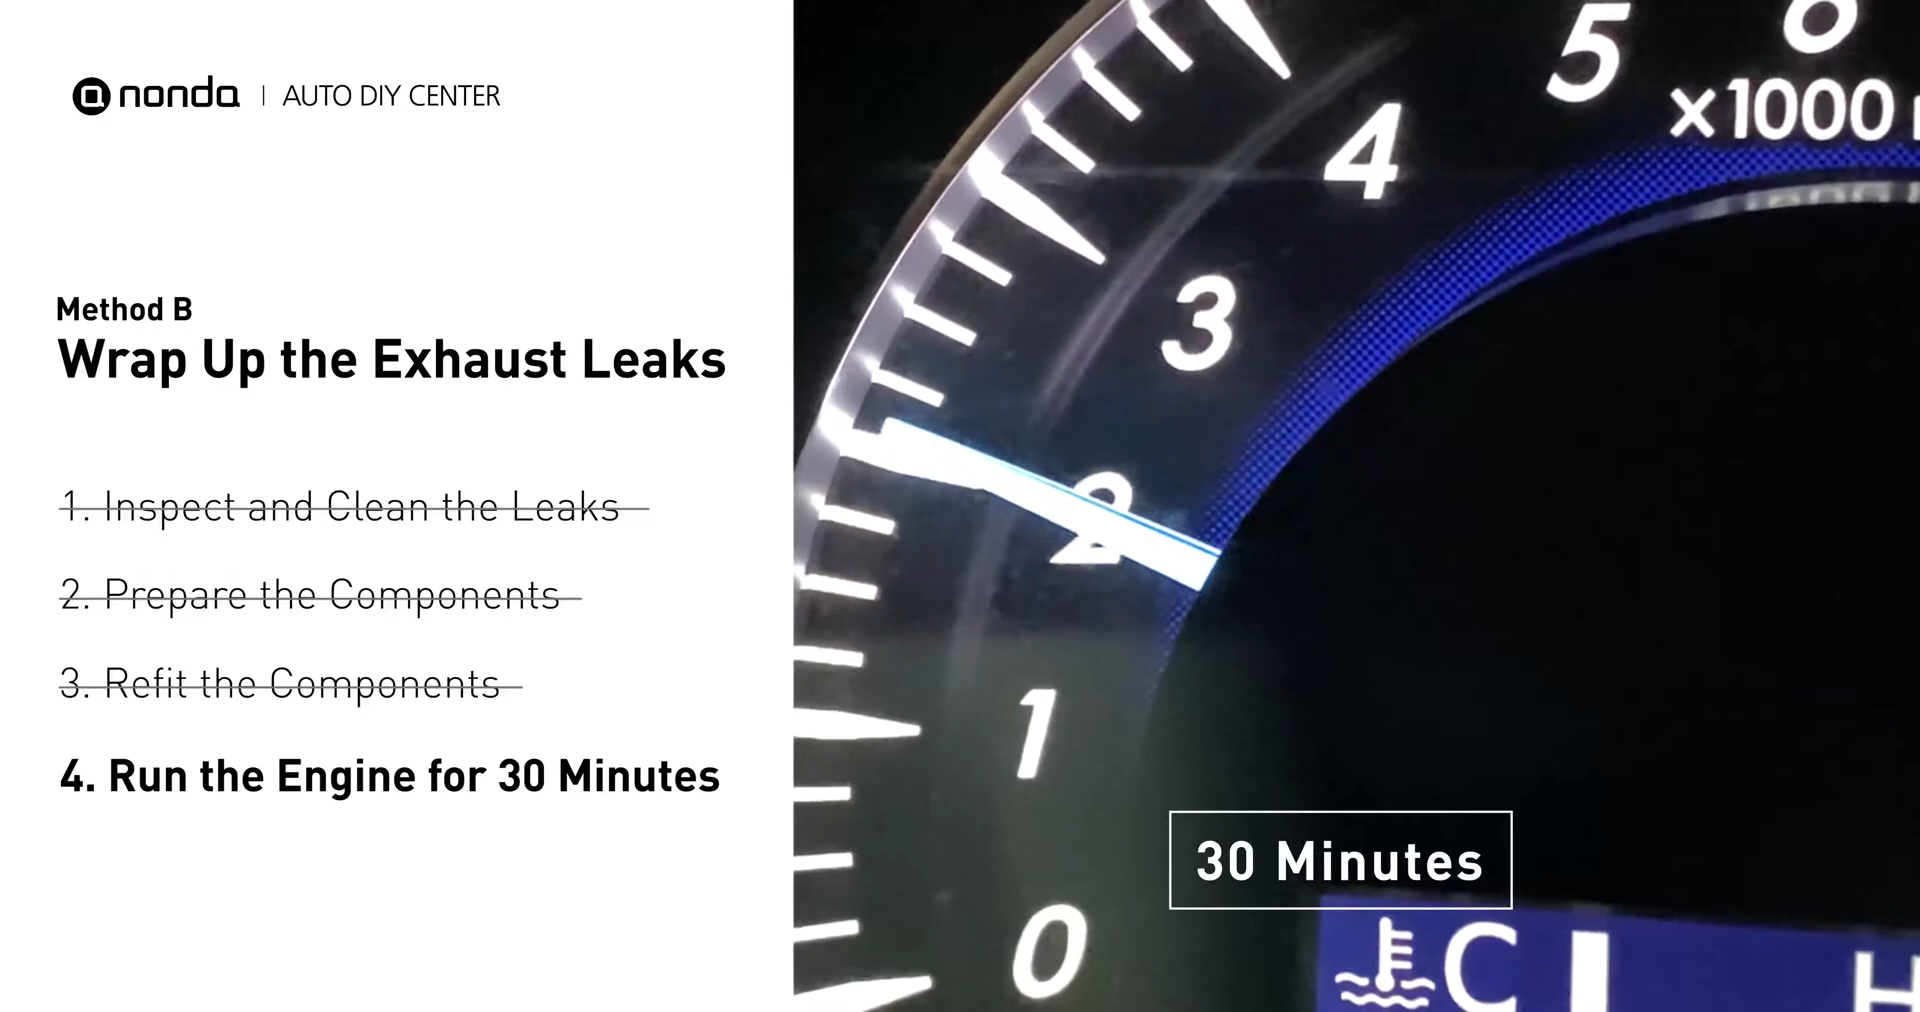 nonda | AUTO DIY CENTER
Method B
Wrap Up the Exhaust Leaks
1. Inspect and Clean the Leaks
2. Prepare the Components
3. Refit the Components
4. Run the Engine for 30 Minutes
6
5
x1000
4
3
2
1
0
30 Minutes
C H